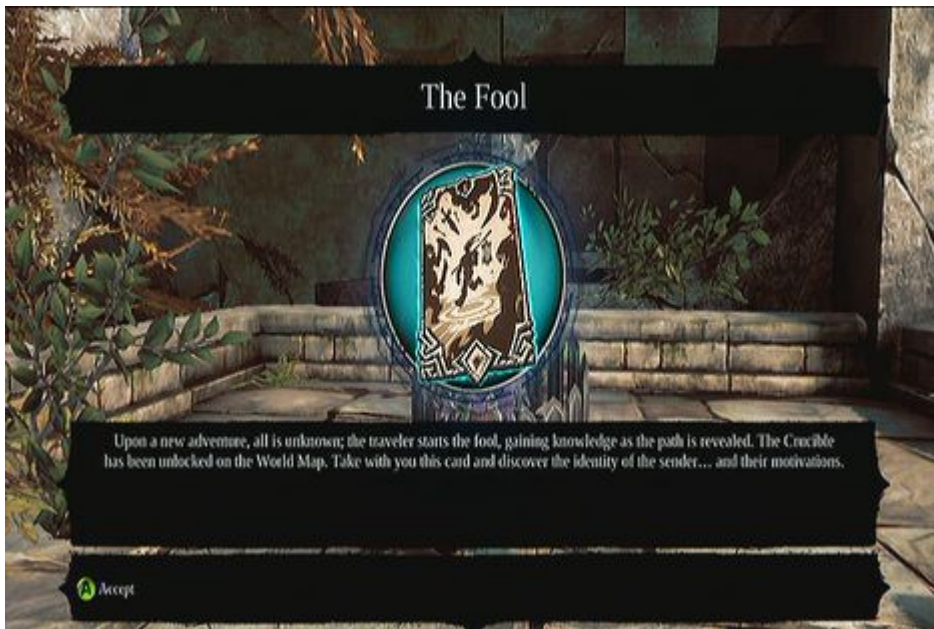 The Fool
Upon a new adventure, all is unknown; the traveler starts the fool, gaining knowledge as the path is revealed. The Crucible
has been unlocked on the World Map. Take with you this card and discover the identity of the sender... and their motivations.
A Accept